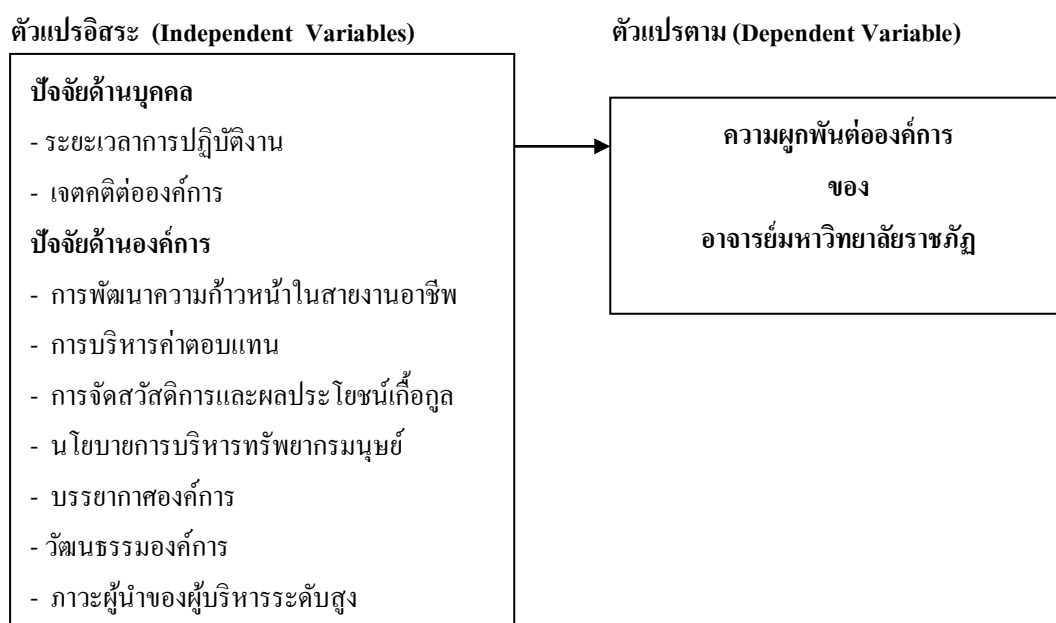 ตัวแปรอิสระ (Independent Variables)
ตัวแปรตาม (Dependent Variable)
ปัจจัยด้านบุคคล
- ระยะเวลาการปฏิบัติงาน
- เจตคติต่อองค์การ
ปัจจัยด้านองค์การ
- การพัฒนาความก้าวหน้าในสายงานอาชีพ
- การบริหารค่าตอบแทน
- การจัดสวัสดิการและผลประโยชน์เกื้อกูล
- นโยบายการบริหารทรัพยากรมนุษย์
- บรรยากาศองค์การ
- วัฒนธรรมองค์การ
- ภาวะผู้นำของผู้บริหารระดับสูง
ความผูกพันต่อองค์การ
ของ
อาจารย์มหาวิทยาลัยราชภัฏ